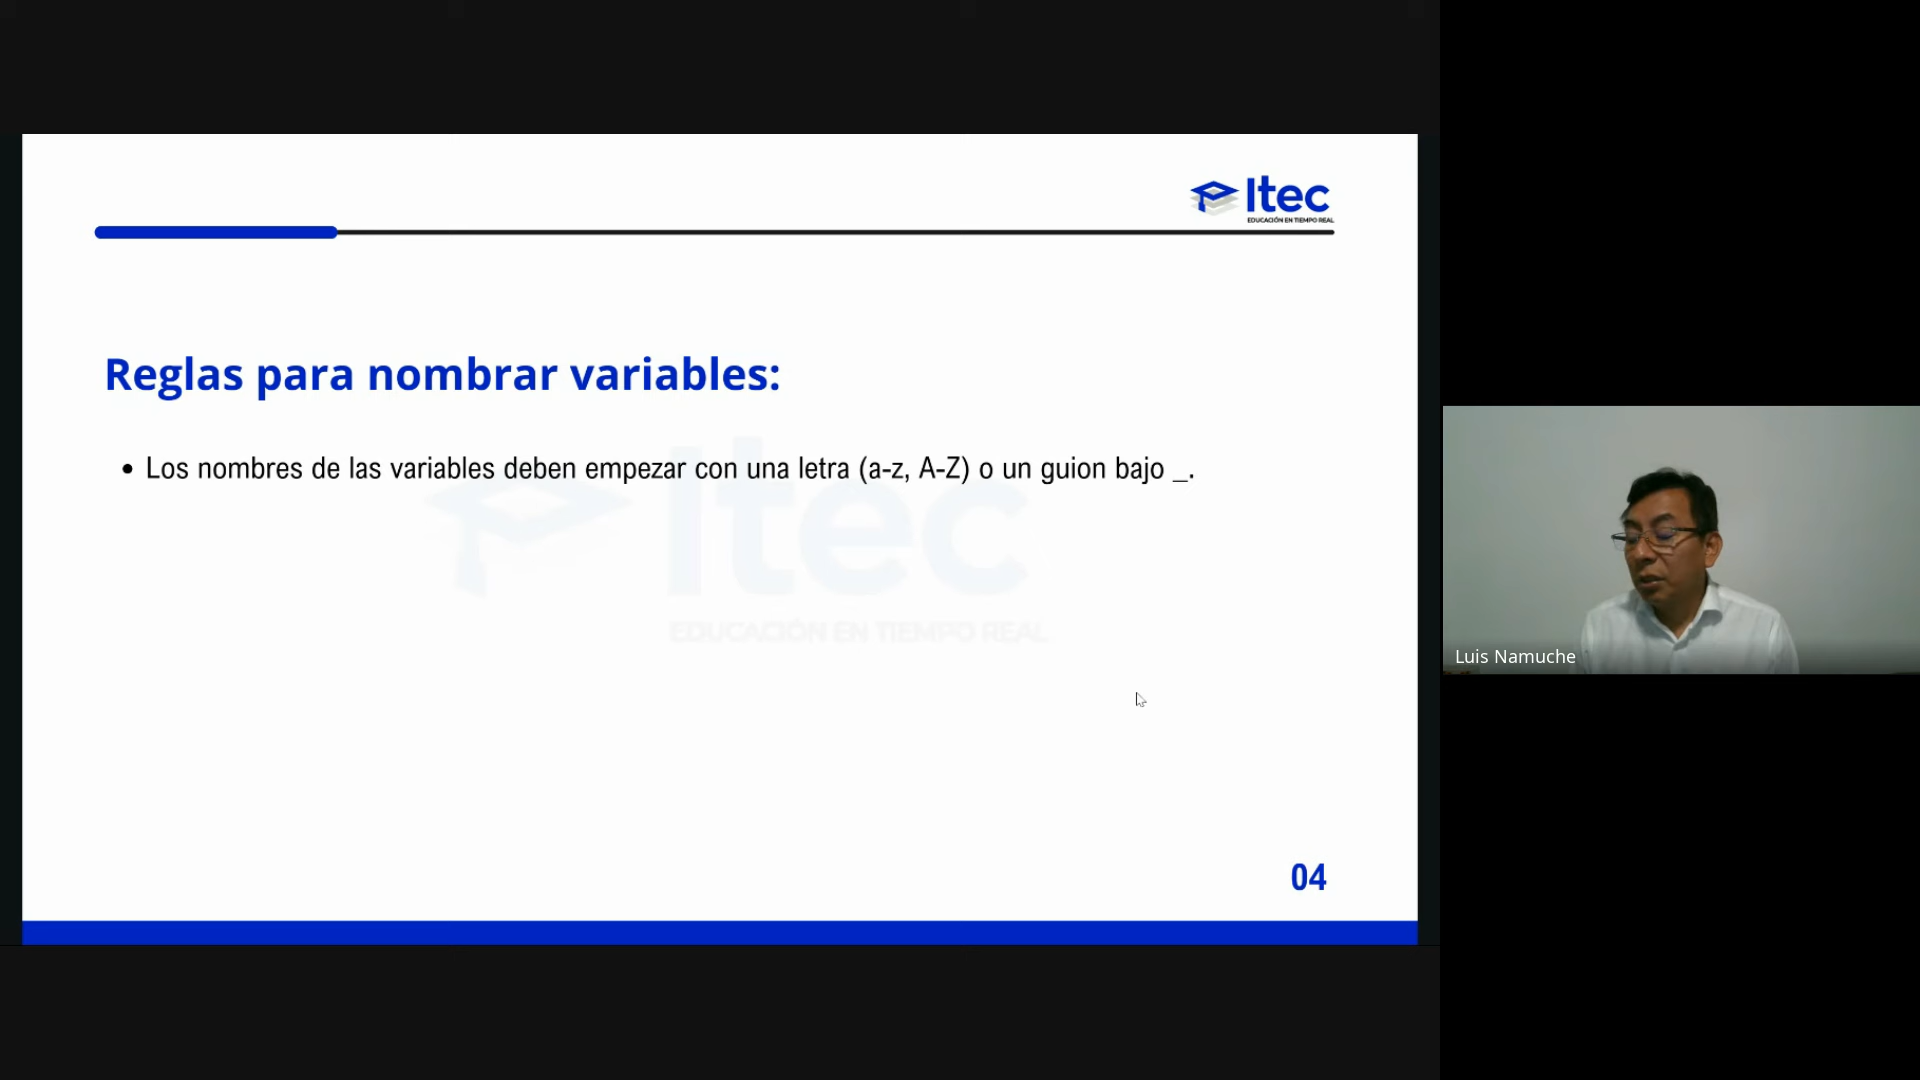 Itec
EDUCACIÓN EN TIEMPO REAL
Reglas para nombrar variables:
• Los nombres de las variables deben empezar con una letra (a-z, A-Z) o un guion bajo _.
Itec
EDUCACIÓN EN TIEMPO REAL
Luis Namuche
04